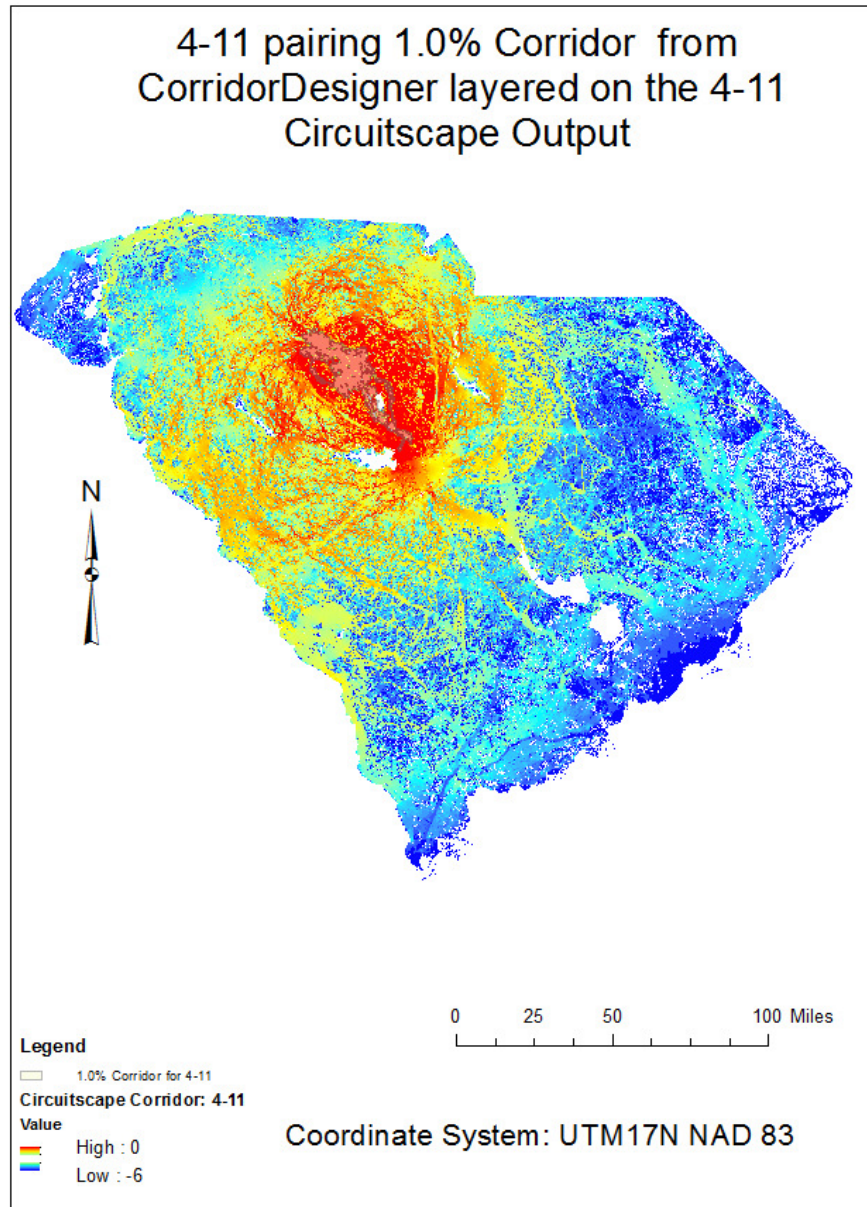 4-11 pairing 1.0% Corridor from
CorridorDesigner layered on the 4-11
Circuitscape Output
N
0 25 50 100 Miles
Legend
1.0% Corridor for 4-11
Circuitscape Corridor: 4-11
Value
High : 0
Low : -6
Coordinate System: UTM17N NAD 83